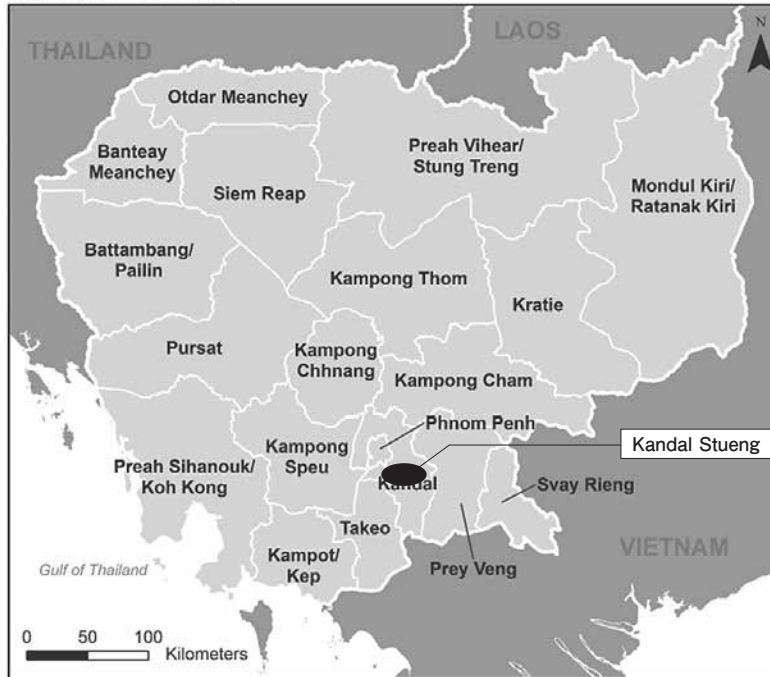 THAILAND
LAOS
N
Otdar Meanchey
Banteay
Meanchey
Siem Reap
Preah Vihear/
Stung Treng
Mondul Kiri/
Ratanak Kiri
Battambang/
Pailin
Kampong Thom
Kratie
Pursat
Kampong
Chhnang
Kampong Cham
Phnom Penh
Kandal Stueng
Kampong
Speu
Preah Sihanouk/
Koh Kong
Kandal
Svay Rieng
Takeo
Kampot/
Kep
Prey Veng
VIETNAM
Gulf of Thailand
0 50 100
Kilometers